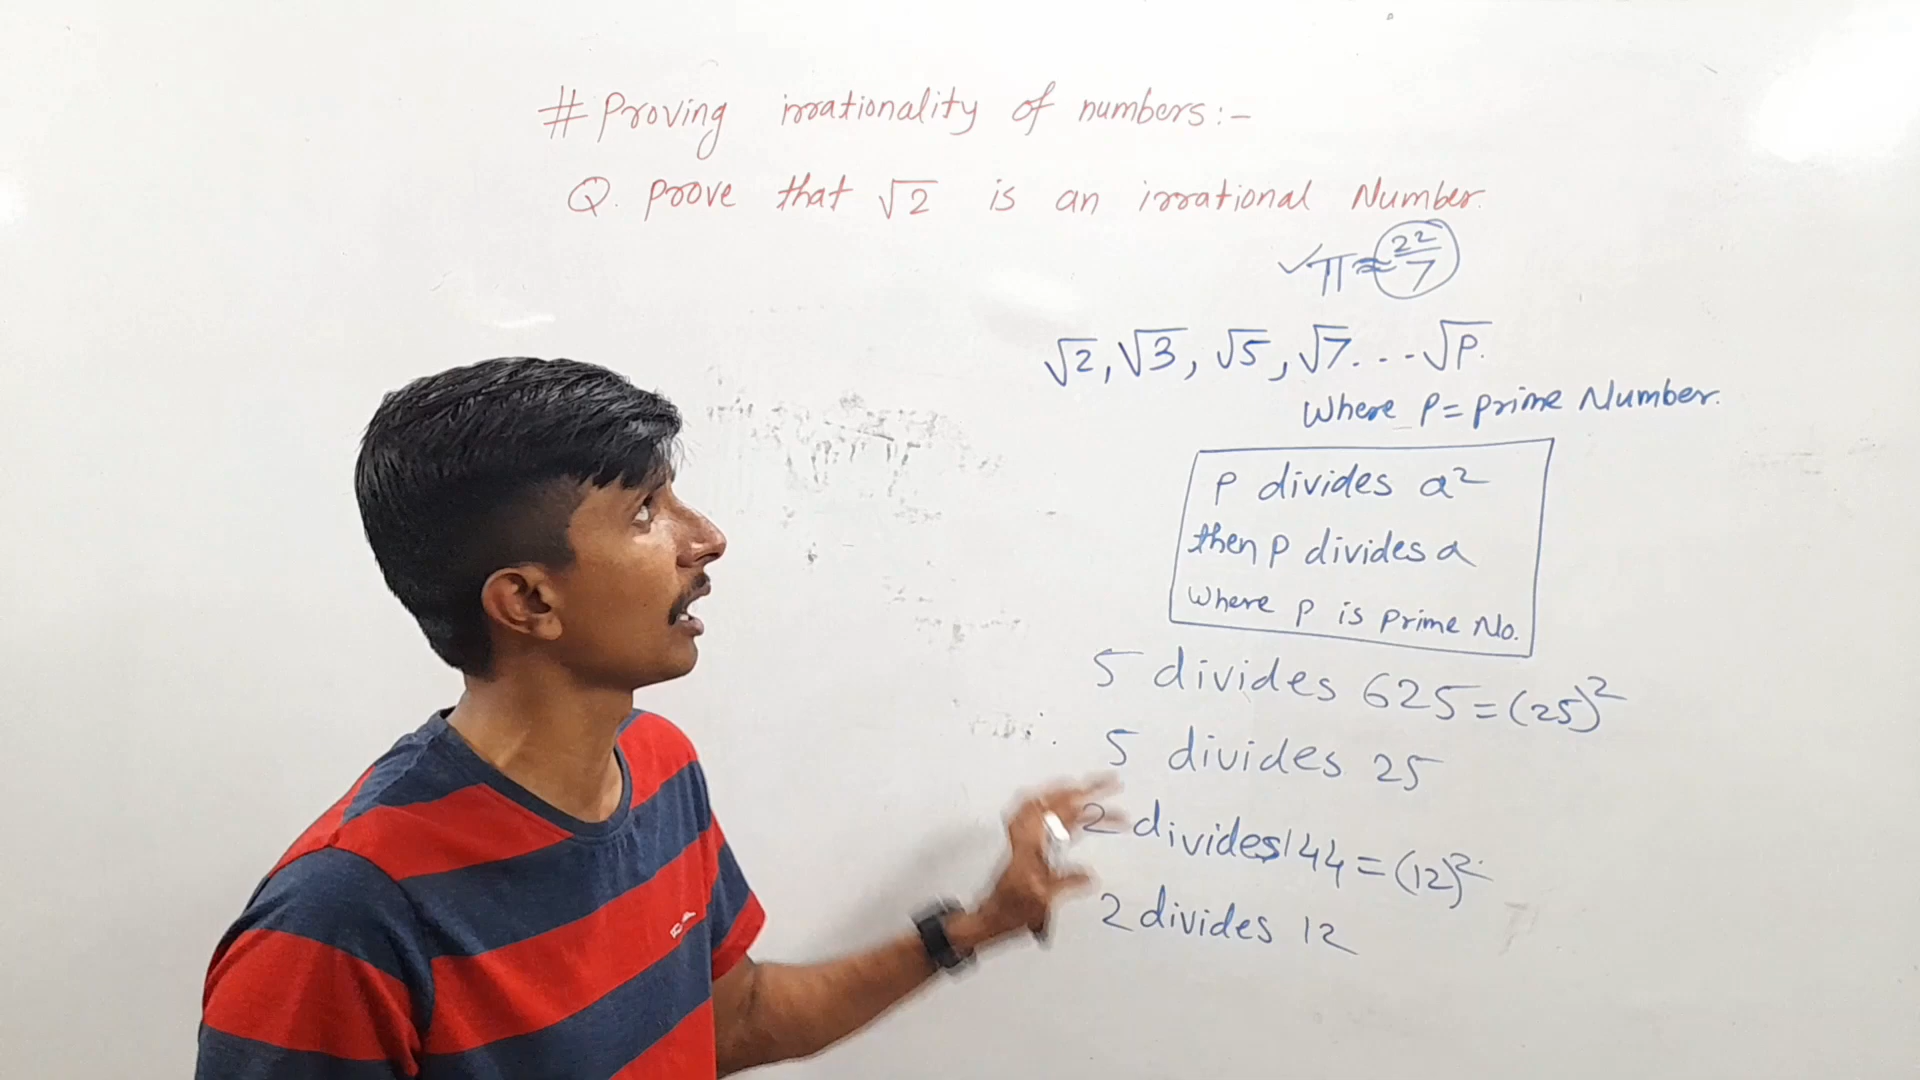 # Proving irrationality of numbers:-
Q. Prove that √2 is an irrational Number.
✓π≈22/7
√2, √3, √5, √7. . . . √P.
Where P = Prime Number.
P divides a²
then P divides a
Where P is Prime No.
5 divides 625 = (25)²
5 divides 25
2 divides 144 = (12)²
2 divides 12